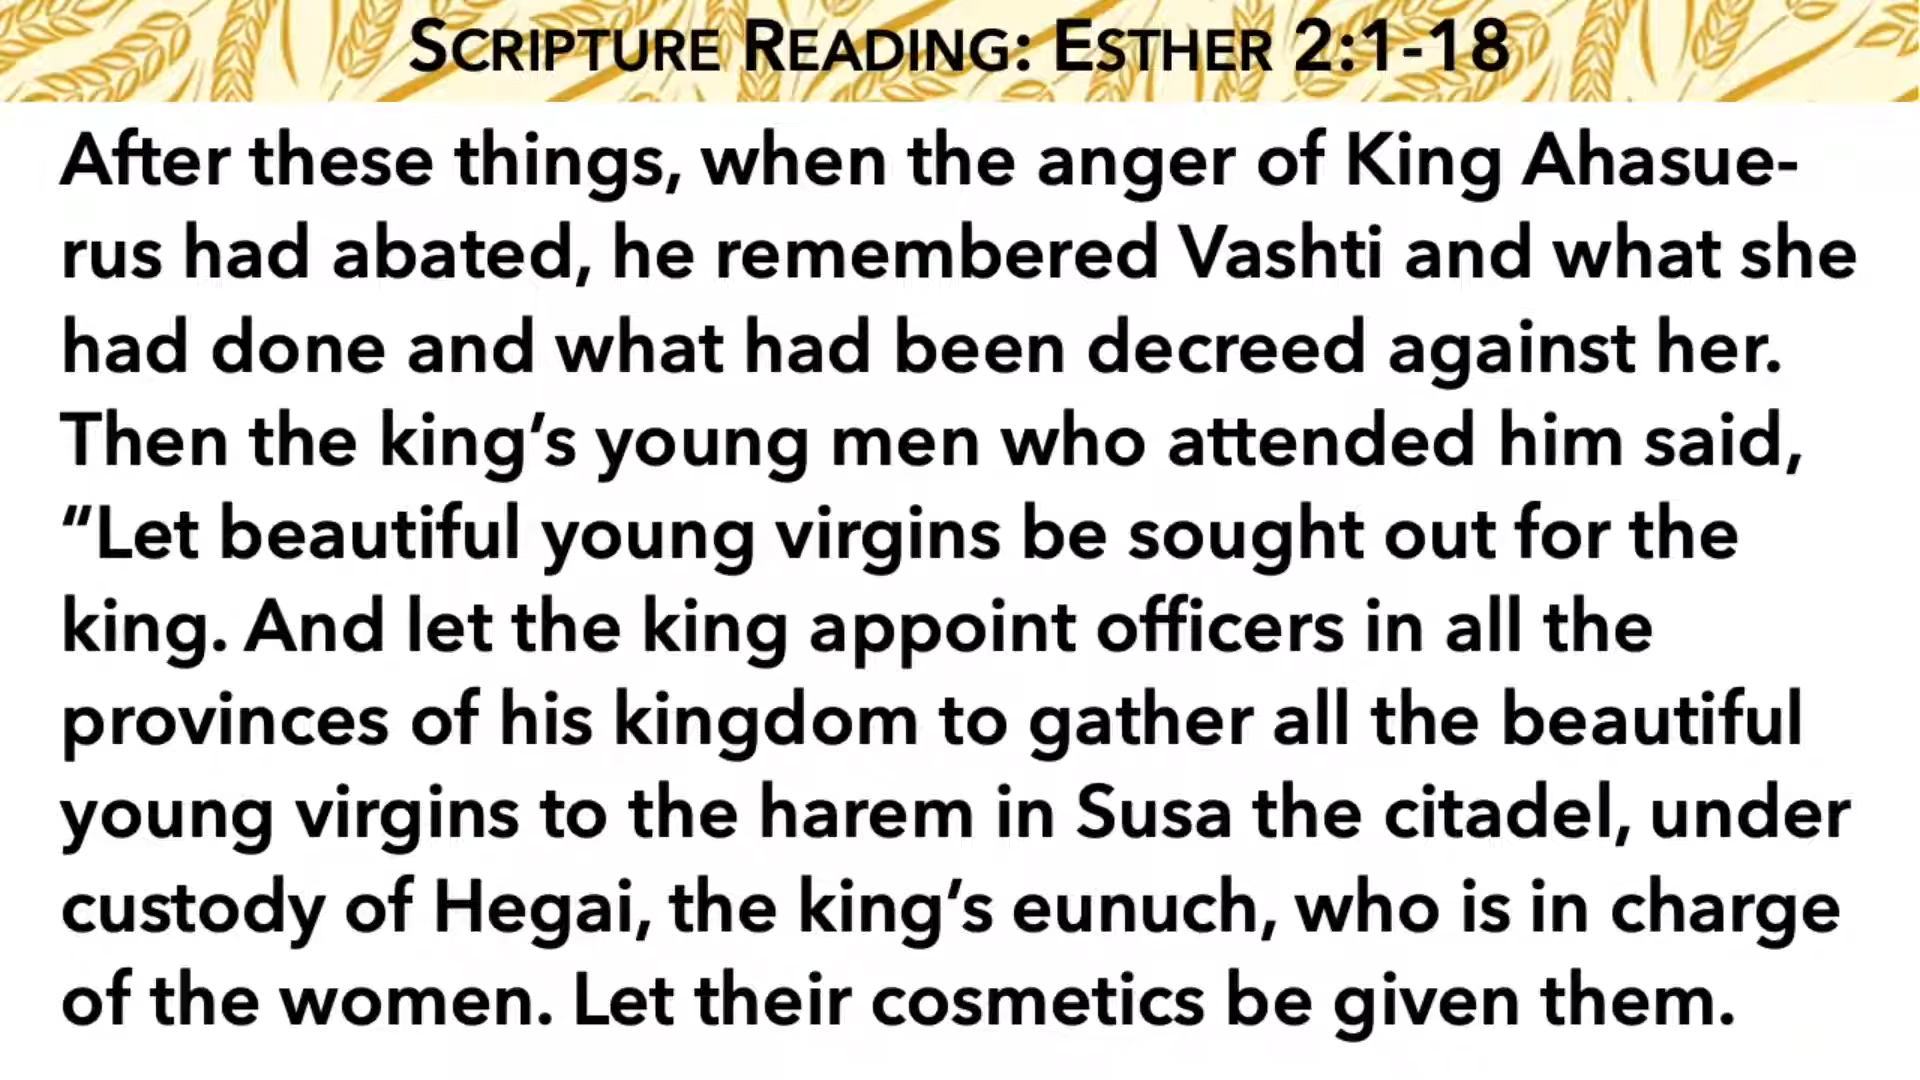 SCRIPTURE READING: ESTHER 2:1-18
After these things, when the anger of King Ahasue-
rus had abated, he remembered Vashti and what she
had done and what had been decreed against her.
Then the king’s young men who attended him said,
“Let beautiful young virgins be sought out for the
king. And let the king appoint officers in all the
provinces of his kingdom to gather all the beautiful
young virgins to the harem in Susa the citadel, under
custody of Hegai, the king’s eunuch, who is in charge
of the women. Let their cosmetics be given them.